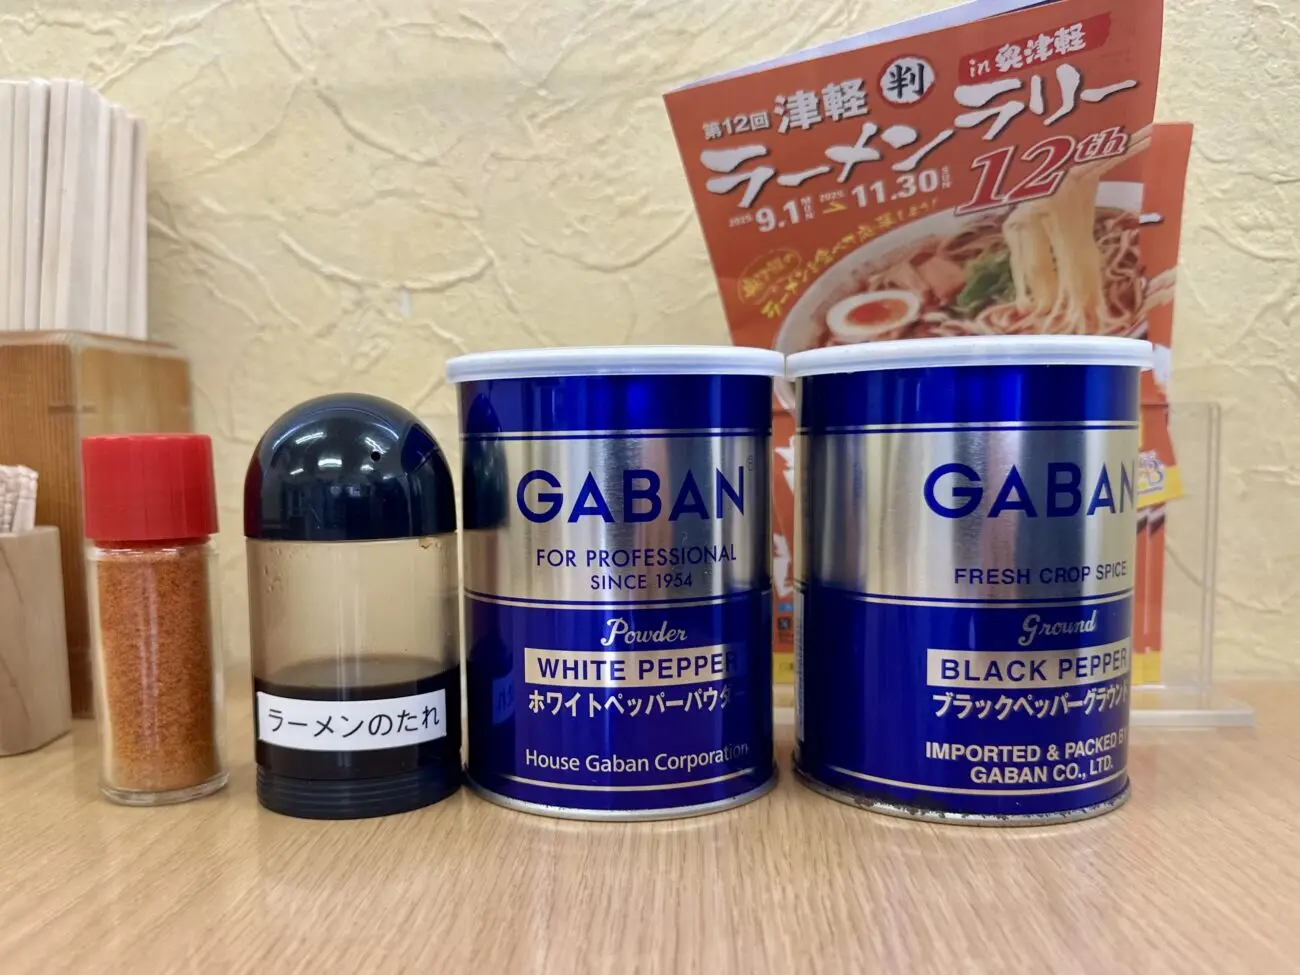 第12回 津軽 判 in 奥津軽
ラーメンラリー
12th
2025. 9.1 MON 2025. 11.30 SUN
ラーメンのたれ
GABAN®
FOR PROFESSIONAL
SINCE 1954
Powder
WHITE PEPPER
ホワイトペッパーパウダー
House Gaban Corporation
GABAN
FRESH CROP SPICE
Ground
BLACK PEPPER
ブラックペッパーグラウンド
IMPORTED & PACKED B
GABAN CO., LTD.